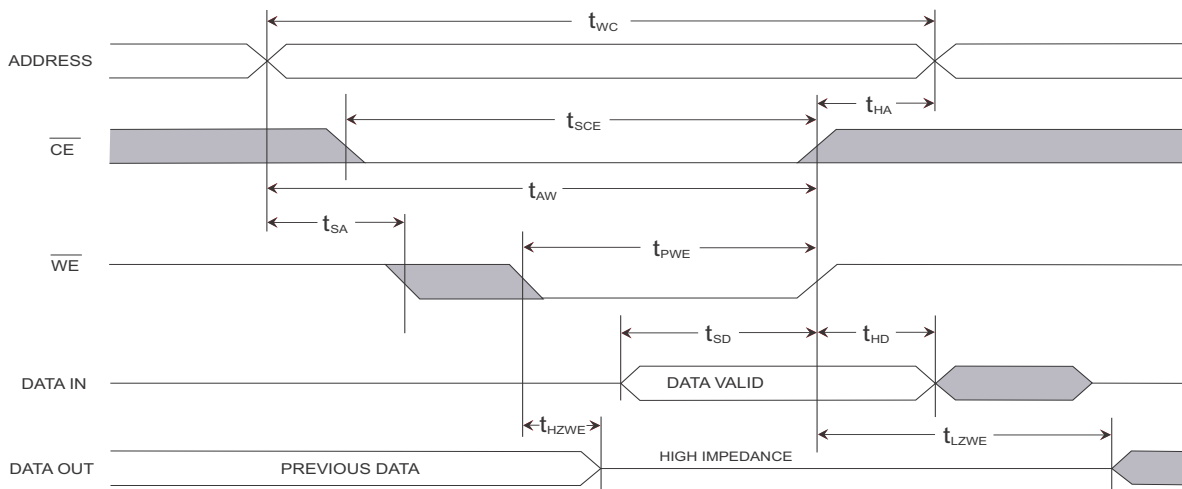 tWC
ADDRESS
tHA
tSCE
CE
tAW
tSA
tPWE
WE
tSD
tHD
DATA IN
DATA VALID
tHZWE
tLZWE
DATA OUT
PREVIOUS DATA
HIGH IMPEDANCE